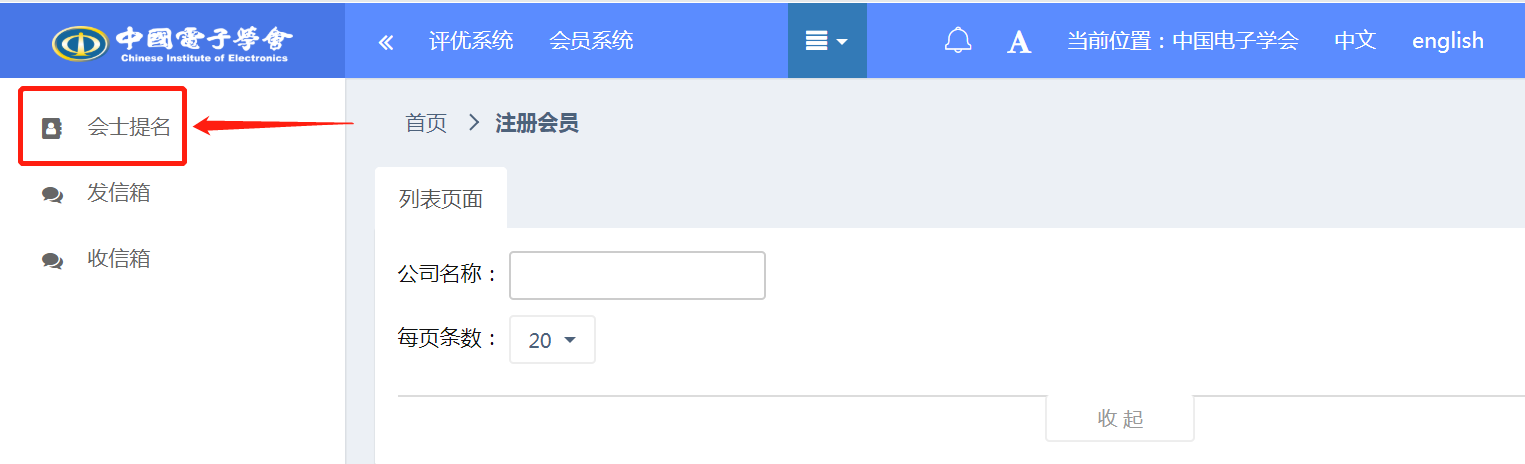 中國電子學會
Chinese Institute of Electronics
评优系统 会员系统
A 当前位置：中国电子学会 中文 english
会士提名
发信箱
收信箱
首页 > 注册会员
列表页面
公司名称：
每页条数： 20
收起